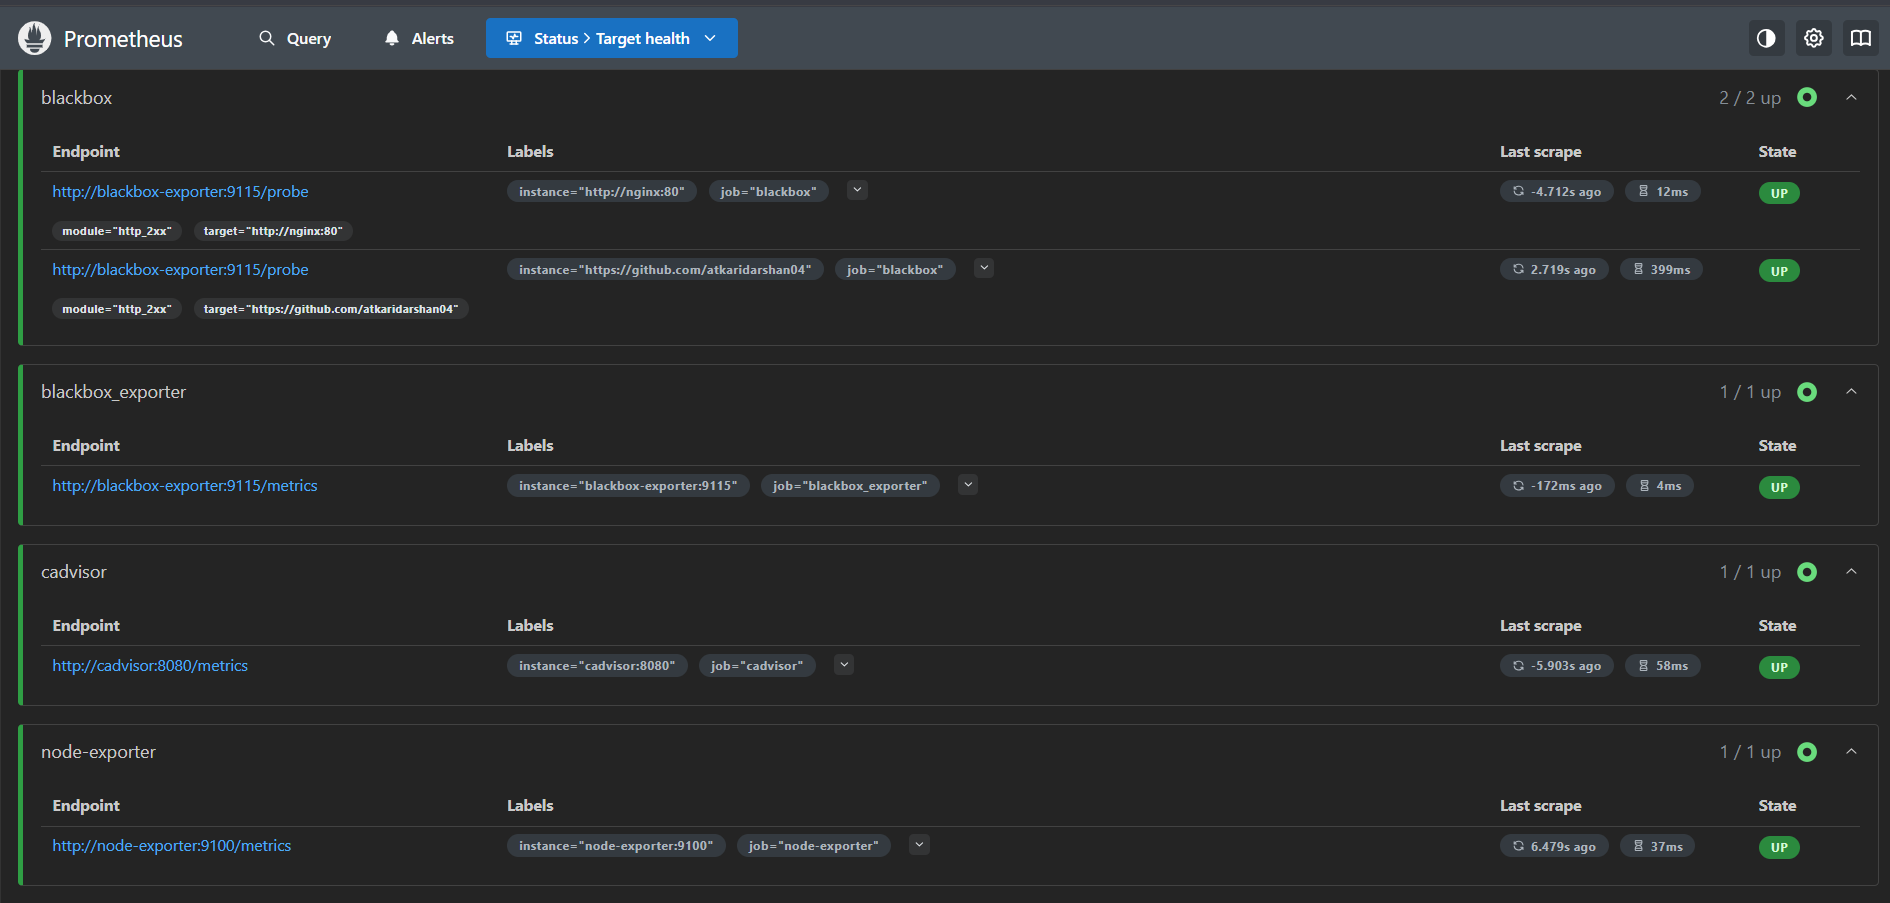 Prometheus Query Alerts Status > Target health
blackbox 2 / 2 up
Endpoint Labels Last scrape State
http://blackbox-exporter:9115/probe instance="http://nginx:80" job="blackbox" -4.712s ago 12ms UP
module="http_2xx" target="http://nginx:80"
http://blackbox-exporter:9115/probe instance="https://github.com/atkaridarshan04" job="blackbox" 2.719s ago 399ms UP
module="http_2xx" target="https://github.com/atkaridarshan04"
blackbox_exporter 1 / 1 up
Endpoint Labels Last scrape State
http://blackbox-exporter:9115/metrics instance="blackbox-exporter:9115" job="blackbox_exporter" -172ms ago 4ms UP
cadvisor 1 / 1 up
Endpoint Labels Last scrape State
http://cadvisor:8080/metrics instance="cadvisor:8080" job="cadvisor" -5.903s ago 58ms UP
node-exporter 1 / 1 up
Endpoint Labels Last scrape State
http://node-exporter:9100/metrics instance="node-exporter:9100" job="node-exporter" 6.479s ago 37ms UP